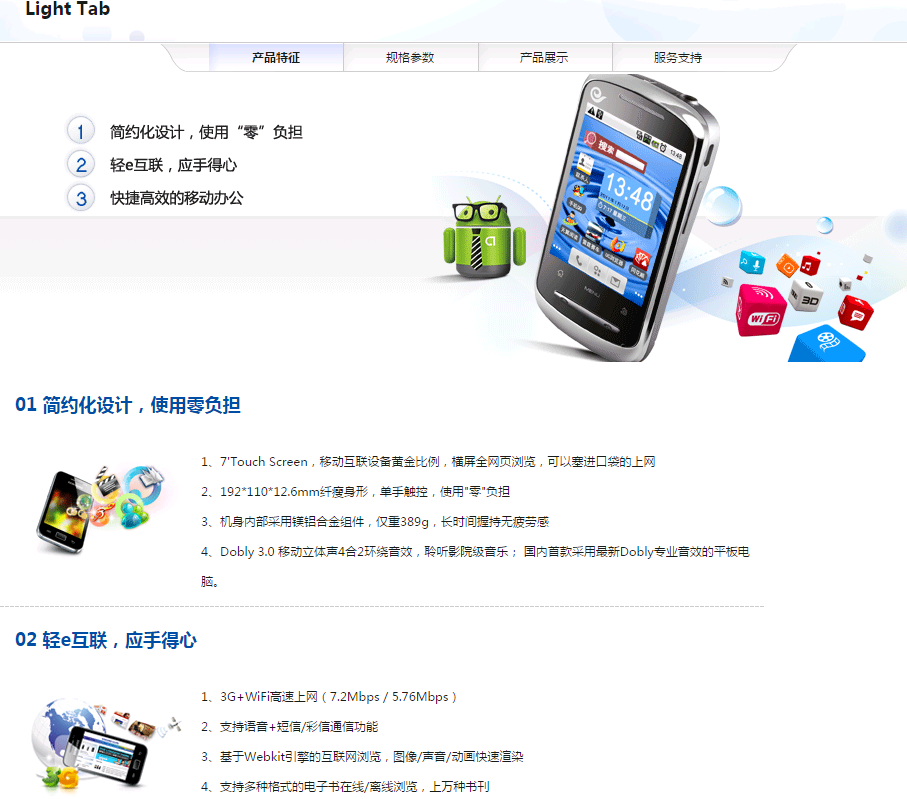 Light Tab
产品特征
规格参数
产品展示
服务支持
1 简约化设计，使用“零”负担
2 轻e互联，应手得心
3 快捷高效的移动办公
搜索
13:48
13:48
MENU
WiFi
3D
01 简约化设计，使用零负担
1、7'Touch Screen，移动互联设备黄金比例，横屏全网页浏览，可以塞进口袋的上网
2、192*110*12.6mm纤瘦身形，单手触控，使用"零"负担
3、机身内部采用镁铝合金组件，仅重389g，长时间握持无疲劳感
4、Dobly 3.0 移动立体声4合2环绕音效，聆听影院级音乐； 国内首款采用最新Dobly专业音效的平板电
脑。
02 轻e互联，应手得心
1、3G+WiFi高速上网（7.2Mbps / 5.76Mbps）
2、支持语音+短信/彩信通信功能
3、基于Webkit引擎的互联网浏览，图像/声音/动画快速渲染
4、支持多种格式的电子书在线/离线浏览，上万种书刊